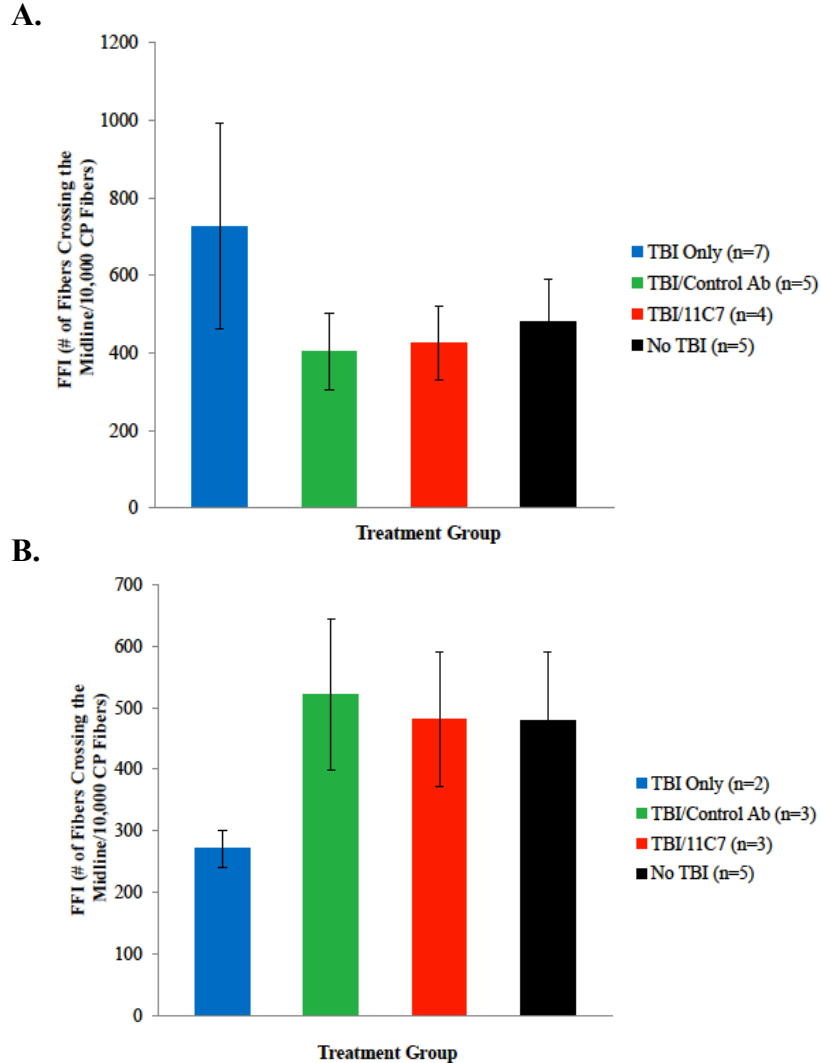 A.
1200
1000
800
600
400
200
0
FFI (# of Fibers Crossing the
Midline/10,000 CP Fibers)
Treatment Group
TBI Only (n=7)
TBI/Control Ab (n=5)
TBI/11C7 (n=4)
No TBI (n=5)
B.
700
600
500
400
300
200
100
0
FFI (# of Fibers Crossing the
Midline/10,000 CP Fibers)
Treatment Group
TBI Only (n=2)
TBI/Control Ab (n=3)
TBI/11C7 (n=3)
No TBI (n=5)